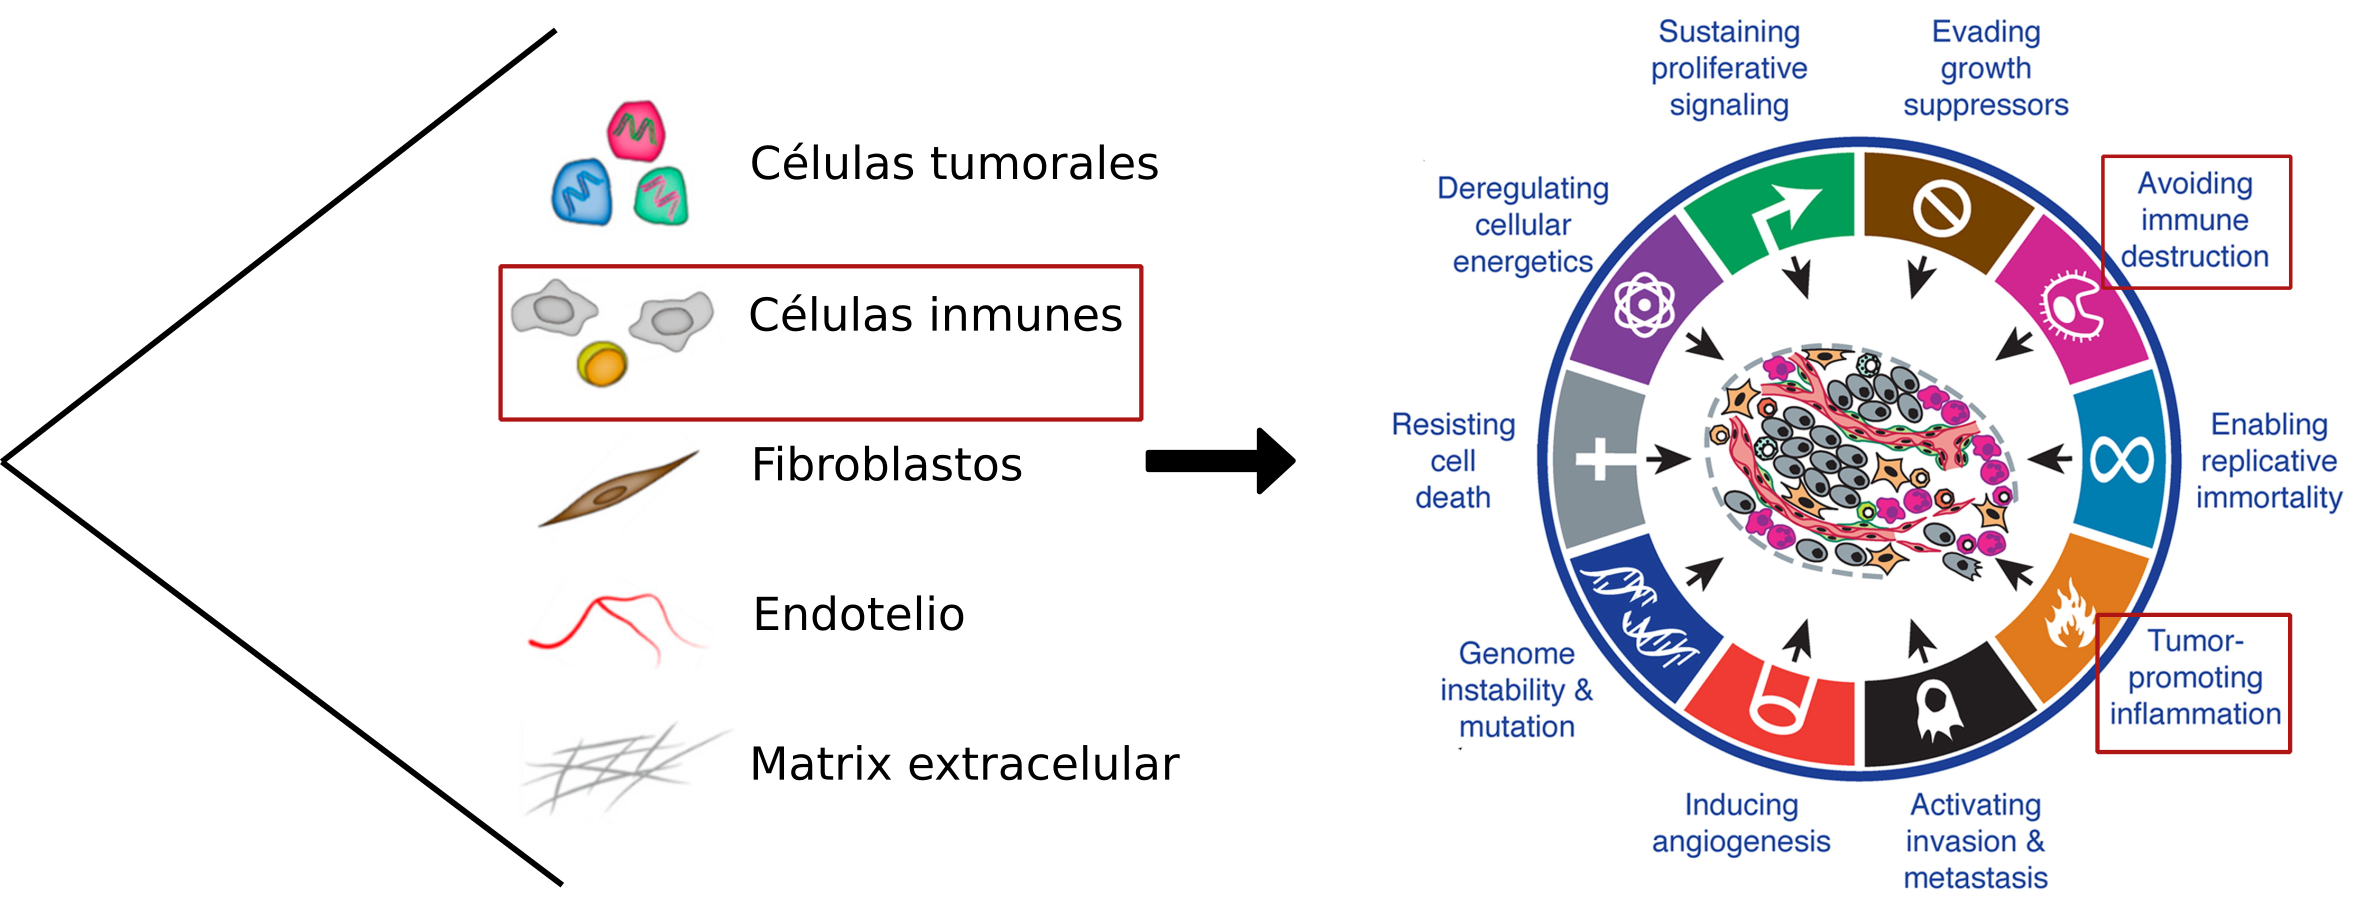 Células tumorales
Células inmunes
Fibroblastos
Endotelio
Matrix extracelular
Sustaining
proliferative
signaling
Evading
growth
suppressors
Avoiding
immune
destruction
Enabling
replicative
immortality
Tumor-
promoting
inflammation
Activating
invasion &
metastasis
Inducing
angiogenesis
Genome
instability &
mutation
Resisting
cell
death
Deregulating
cellular
energetics